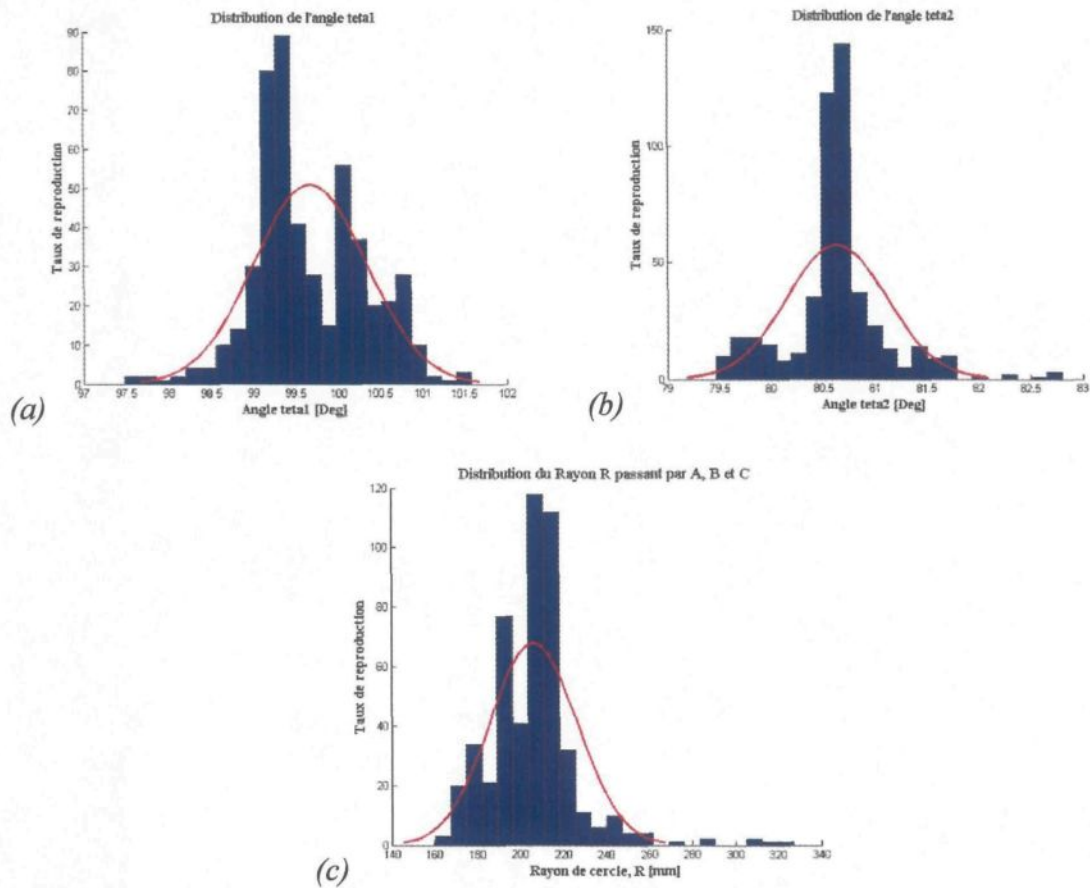 Distribution de l'angle teta1
90
80
70
60
50
40
30
20
10
0
Taux de reproduction
97 97.5 98 98.5 99 99.5 100 100.5 101 101.5 102
Angle teta1 [Deg]
(a)
Distribution de l'angle teta2
150
100
50
0
Taux de reproduction
79 79.5 80 80.5 61 81.5 62 82.5 83
Angle teta2 [Deg]
(b)
Distribution du Rayon R passant par A, B et C
120
100
80
60
40
20
0
Taux de reproduction
140 160 180 200 220 240 260 280 300 320 340
Rayon de cercle, R [mm]
(c)